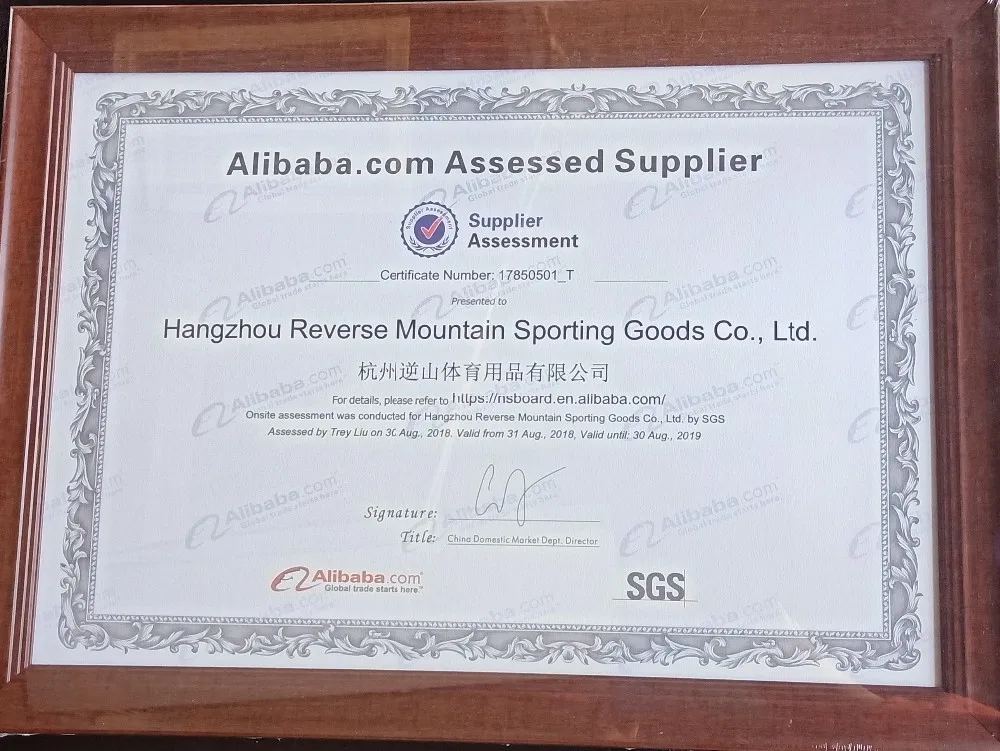 Alibaba.com Assessed Supplier
Supplier Assessment
Supplier
Assessment
Certificate Number: 17850501_T
Presented to
Hangzhou Reverse Mountain Sporting Goods Co., Ltd.
杭州逆山体育用品有限公司
For details, please refer to https://nsboard.en.alibaba.com/
Onsite assessment was conducted for Hangzhou Reverse Mountain Sporting Goods Co., Ltd. by SGS
Assessed by Trey Liu on 30 Aug., 2018. Valid from 31 Aug., 2018, Valid until: 30 Aug., 2019
Signature:
Title: China Domestic Market Dept. Director
Alibaba.com
Global trade starts here.™
SGS